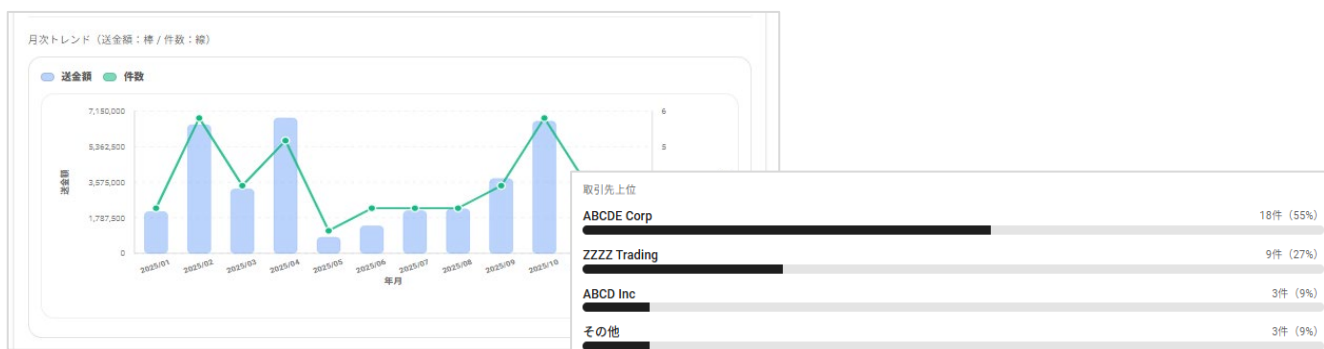 月次トレンド（送金額：棒 / 件数：線）
送金額 件数
7,150,000
5,362,500
3,575,000
1,787,500
0
送金額
6
5
2025/01 2025/02 2025/03 2025/04 2025/05 2025/06 2025/07 2025/08 2025/09 2025/10
年月
取引先上位
ABCDE Corp 18件（55%）
ZZZZ Trading 9件（27%）
ABCD Inc 3件（9%）
その他 3件（9%）